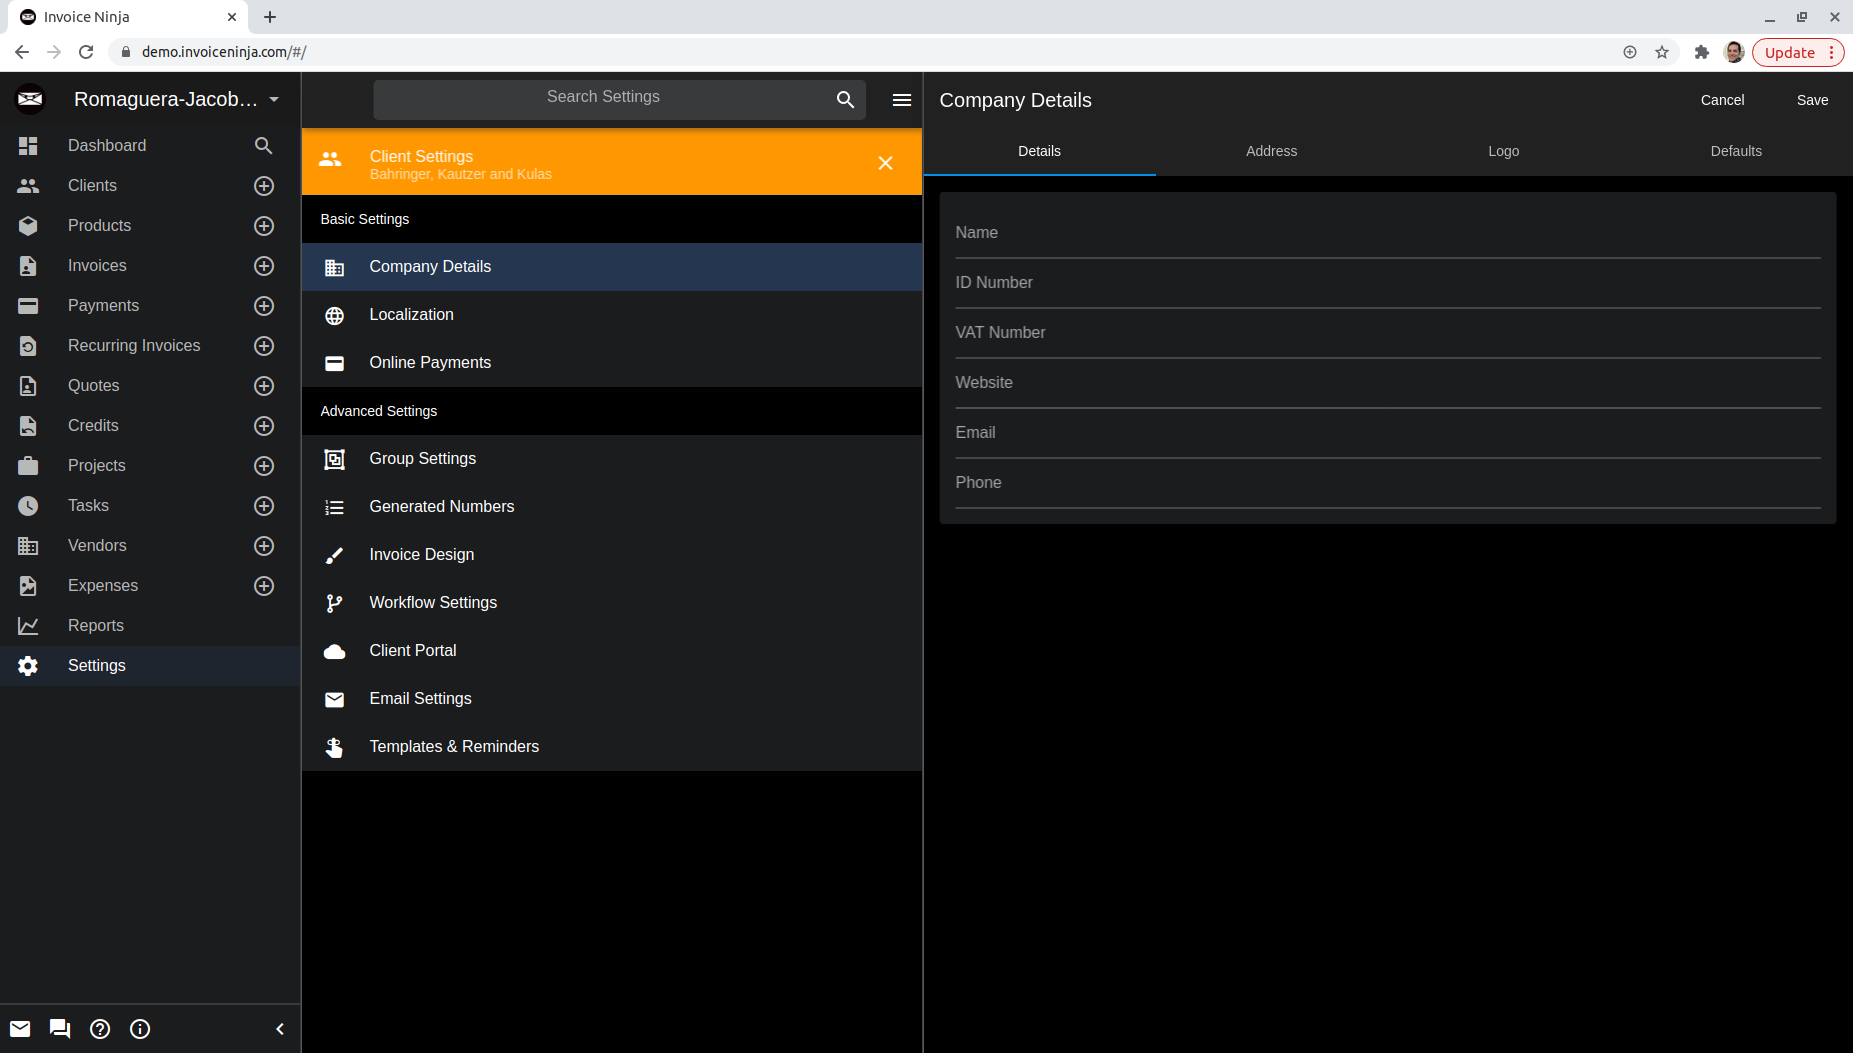 Invoice Ninja
demo.invoiceninja.com/#/
Update
Romaguera-Jacob...
Dashboard
Clients
Products
Invoices
Payments
Recurring Invoices
Quotes
Credits
Projects
Tasks
Vendors
Expenses
Reports
Settings
Search Settings
Client Settings
Bahringer, Kautzer and Kulas
Basic Settings
Company Details
Localization
Online Payments
Advanced Settings
Group Settings
Generated Numbers
Invoice Design
Workflow Settings
Client Portal
Email Settings
Templates & Reminders
Company Details
Cancel
Save
Details
Address
Logo
Defaults
Name
ID Number
VAT Number
Website
Email
Phone